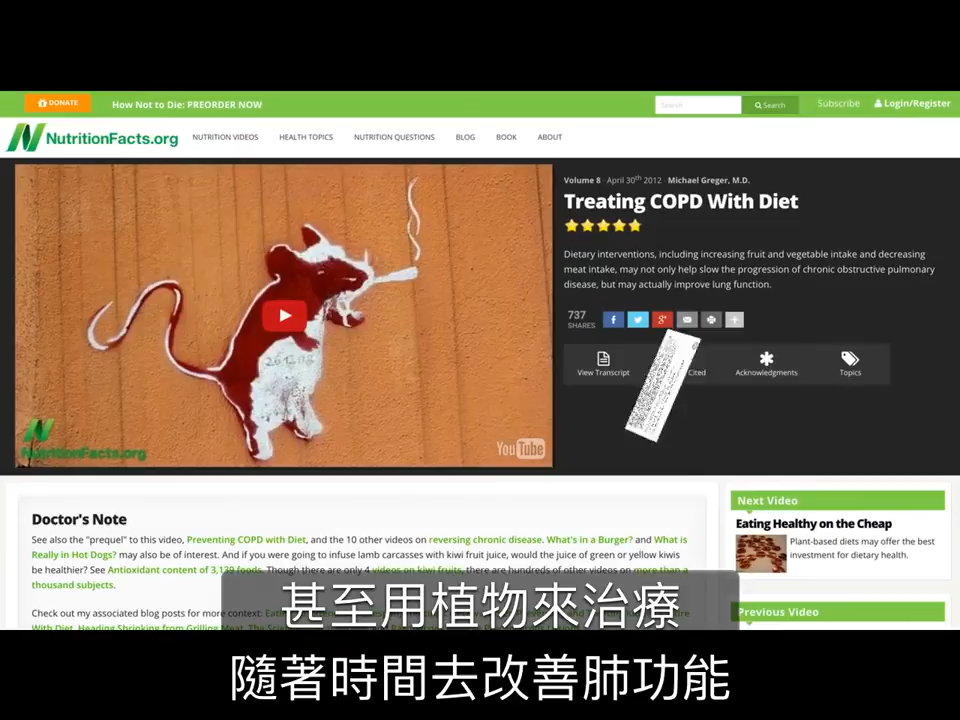 DONATE
How Not to Die: PREORDER NOW
Search
Search
Subscribe
Login/Register
NutritionFacts.org
NUTRITION VIDEOS
HEALTH TOPICS
NUTRITION QUESTIONS
BLOG
BOOK
ABOUT
Volume 8 · April 30th 2012 · Michael Greger, M.D.
Treating COPD With Diet
Dietary interventions, including increasing fruit and vegetable intake and decreasing
meat intake, may not only help slow the progression of chronic obstructive pulmonary
disease, but may actually improve lung function.
737
SHARES
View Transcript
Cited
Acknowledgments
Topics
NutritionFacts.org
YouTube
Doctor's Note
See also the "prequel" to this video, Preventing COPD with Diet, and the 10 other videos on reversing chronic disease. What's in a Burger? and What is
Really in Hot Dogs? may also be of interest. And if you were going to infuse lamb carcasses with kiwi fruit juice, would the juice of green or yellow kiwis
be healthier? See Antioxidant content of 3,139 foods. Though there are only 4 videos on kiwi fruits, there are hundreds of other videos on more than a
thousand subjects.
Check out my associated blog posts for more context:
With Diet, Heading Shrinking from Grilling Meat,
Next Video
Eating Healthy on the Cheap
Plant-based diets may offer the best
investment for dietary health.
Previous Video
甚至用植物來治療
隨著時間去改善肺功能